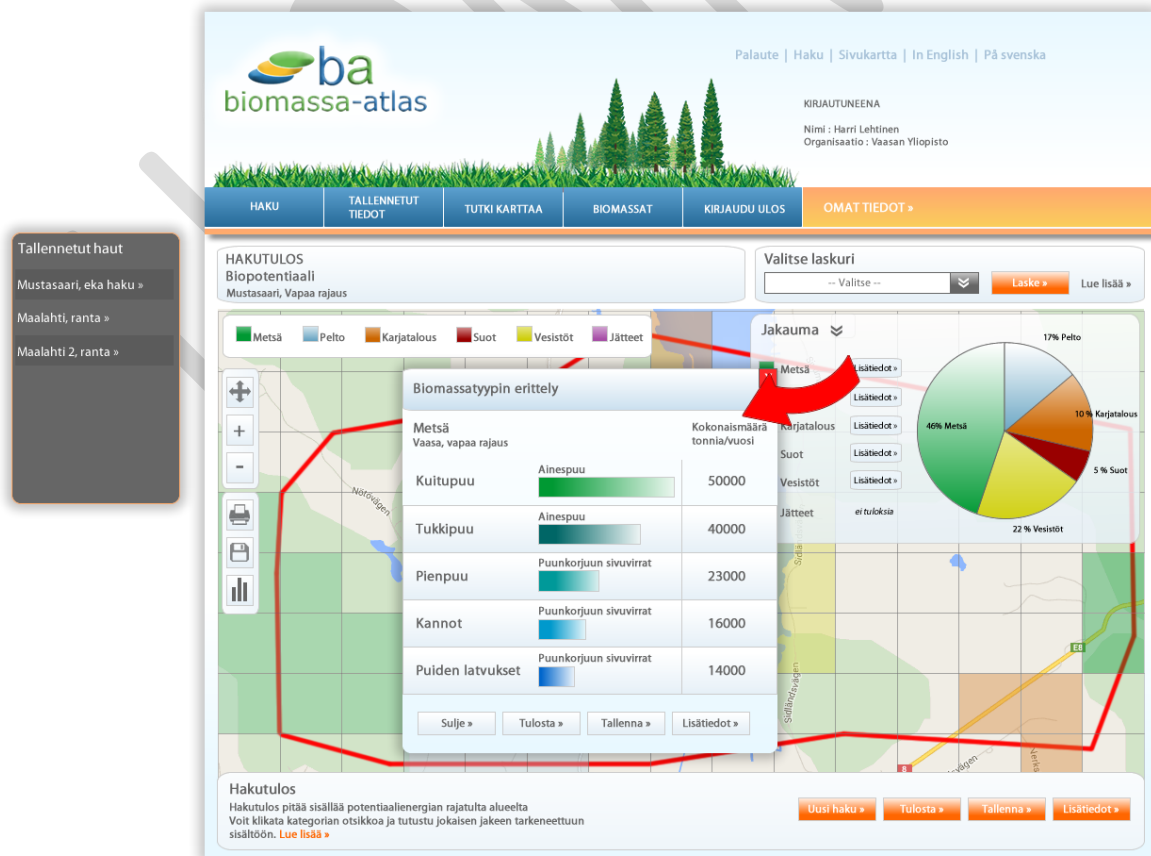 ba
biomassa-atlas
Palaute | Haku | Sivukartta | In English | På svenska
KIRJAUTUNEENA
Nimi : Harri Lehtinen
Organisaatio : Vaasan Yliopisto
HAKU
TALLENNETUT
TIEDOT
TUTKI KARTTAA
BIOMASSAT
KIRJAUDU ULOS
OMAT TIEDOT »
Tallennetut haut
Mustasaari, eka haku »
Maalahti, ranta »
Maalahti 2, ranta »
HAKUTULOS
Biopotentiaali
Mustasaari, Vapaa rajaus
Valitse laskuri
-- Valitse --
Laske »
Lue lisää »
Metsä
Pelto
Karjatalous
Suot
Vesistöt
Jätteet
Jakauma
Metsä
Lisätiedot »
Lisätiedot »
Karjatalous
Lisätiedot »
Suot
Lisätiedot »
Vesistöt
Lisätiedot »
Jätteet
ei tuloksia
17% Pelto
10 % Karjatalous
46% Metsä
5 % Suot
22 % Vesistöt
Biomassatyypin erittely
Metsä
Vaasa, vapaa rajaus
Kokonaismäärä
tonnia/vuosi
Kuitupuu
Ainespuu
50000
Tukkipuu
Ainespuu
40000
Pienpuu
Puunkorjuun sivuvirrat
23000
Kannot
Puunkorjuun sivuvirrat
16000
Puiden latvukset
Puunkorjuun sivuvirrat
14000
Sulje »
Tulosta »
Tallenna »
Lisätiedot »
Nötövägen
Sidländsvägen
E8
8
Hakutulos
Hakutulos pitää sisällää potentiaalienergian rajatulta alueelta
Voit klikata kategorian otsikkoa ja tutustu jokaisen jakeen tarkeneettuun
sisältöön. Lue lisää »
Uusi haku »
Tulosta »
Tallenna »
Lisätiedot »